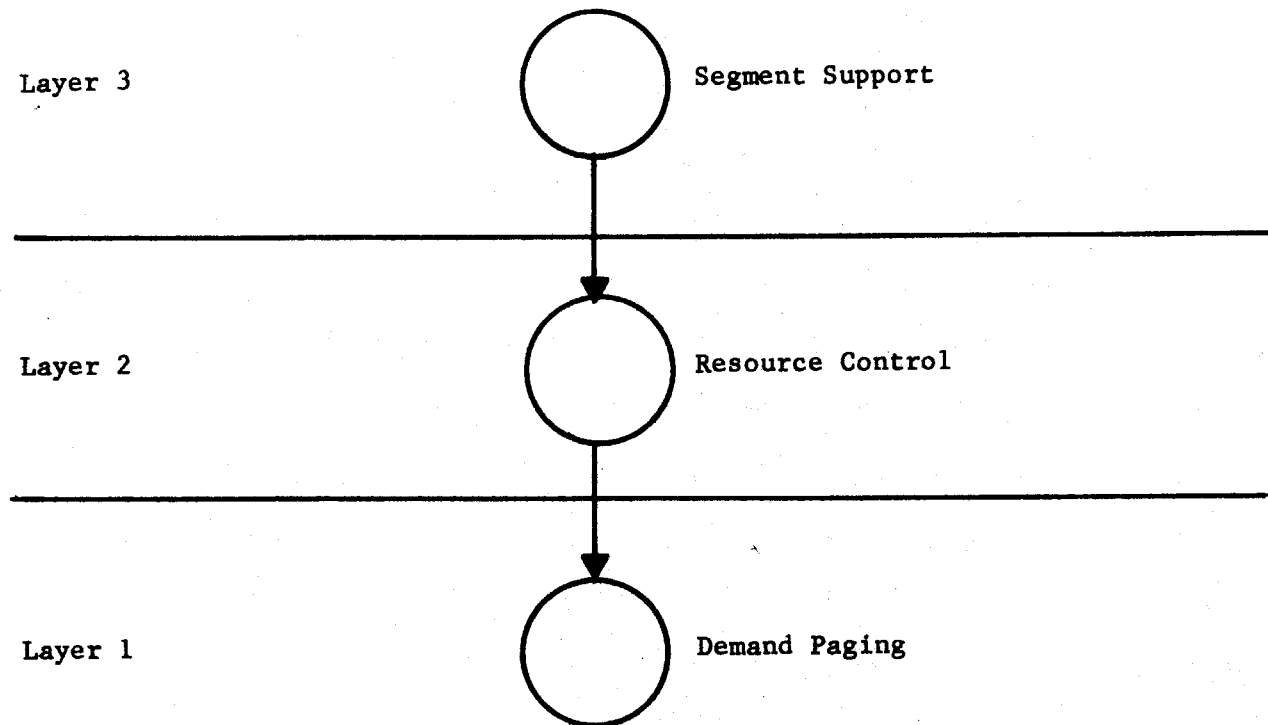 Layer 3
Segment Support
Layer 2
Resource Control
Layer 1
Demand Paging